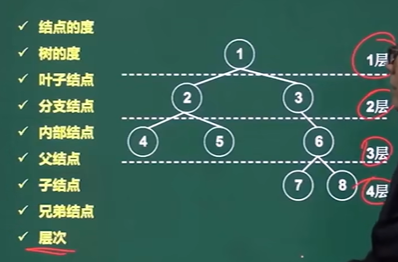 ✓ 结点的度
✓ 树的度
✓ 叶子结点
✓ 分支结点
✓ 内部结点
✓ 父结点
✓ 子结点
✓ 兄弟结点
✓ 层次
1 1层
2 3 2层
4 5 6 3层
7 8 4层